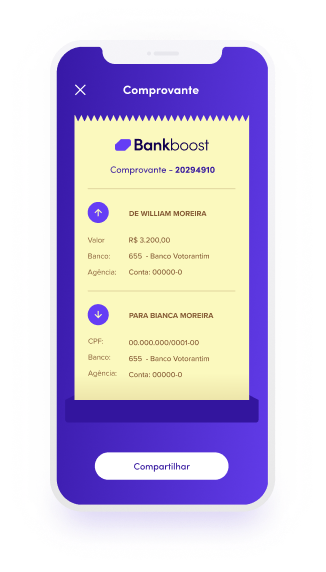 Comprovante
Bankboost
Comprovante - 20294910
DE WILLIAM MOREIRA
Valor R$ 3.200,00
Banco: 655 - Banco Votorantim
Agência: Conta: 00000-0
PARA BIANCA MOREIRA
CPF: 00.000.000/0001-00
Banco: 655 - Banco Votorantim
Agência: Conta: 00000-0
Compartilhar